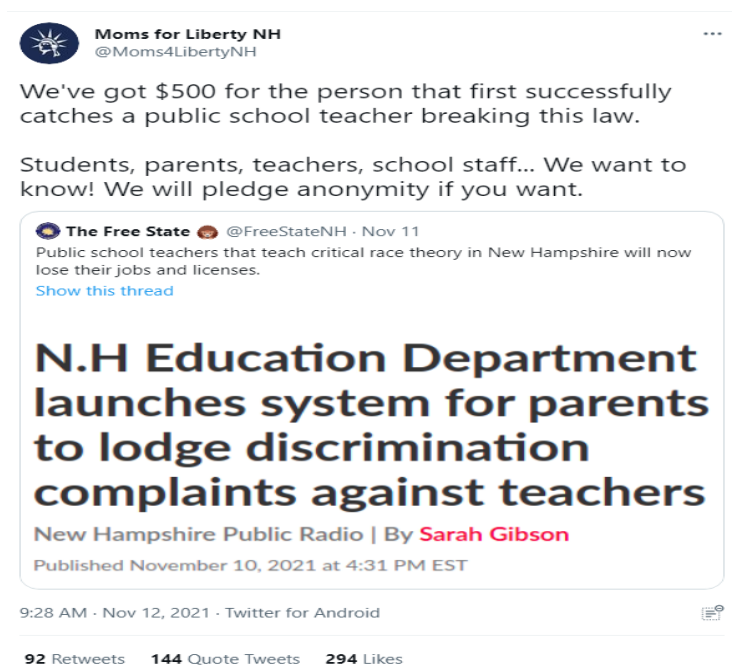 Moms for Liberty NH
@Moms4LibertyNH
We've got $500 for the person that first successfully
catches a public school teacher breaking this law.
Students, parents, teachers, school staff... We want to
know! We will pledge anonymity if you want.
The Free State @FreeStateNH · Nov 11
Public school teachers that teach critical race theory in New Hampshire will now
lose their jobs and licenses.
Show this thread
N.H Education Department
launches system for parents
to lodge discrimination
complaints against teachers
New Hampshire Public Radio | By Sarah Gibson
Published November 10, 2021 at 4:31 PM EST
9:28 AM · Nov 12, 2021 · Twitter for Android
92 Retweets 144 Quote Tweets 294 Likes